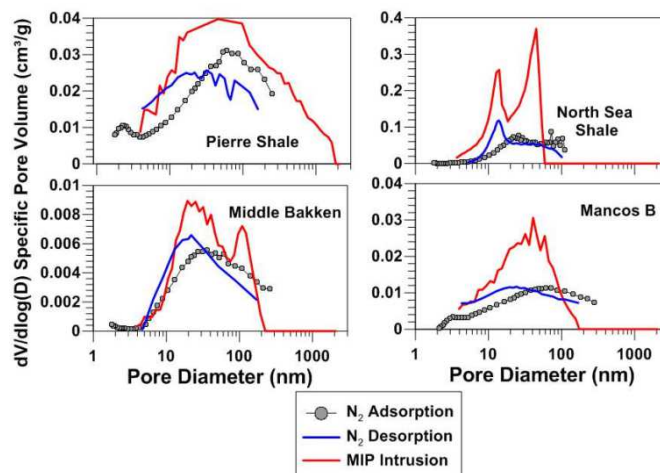 dV/dlog(D) Specific Pore Volume (cm³/g)
0.04
0.03
0.02
0.01
0
Pierre Shale
0.4
0.3
0.2
0.1
0
North Sea
Shale
0.01
0.008
0.006
0.004
0.002
0
Middle Bakken
1 10 100 1000
Pore Diameter (nm)
0.04
0.03
0.02
0.01
0
Mancos B
1 10 100 1000
Pore Diameter (nm)
N₂ Adsorption
N₂ Desorption
MIP Intrusion